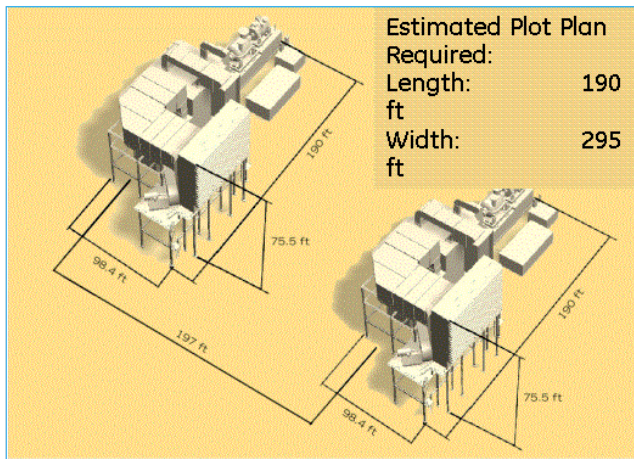 Estimated Plot Plan
Required:
Length: 190
ft
Width: 295
ft
190 ft
75.5 ft
98.4 ft
197 ft
190 ft
75.5 ft
98.4 ft